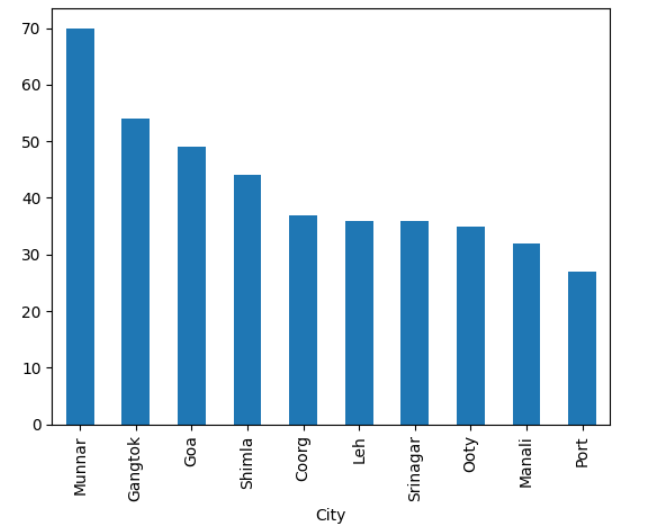 70
60
50
40
30
20
10
0
Munnar
Gangtok
Goa
Shimla
Coorg
Leh
Srinagar
Ooty
Manali
Port
City